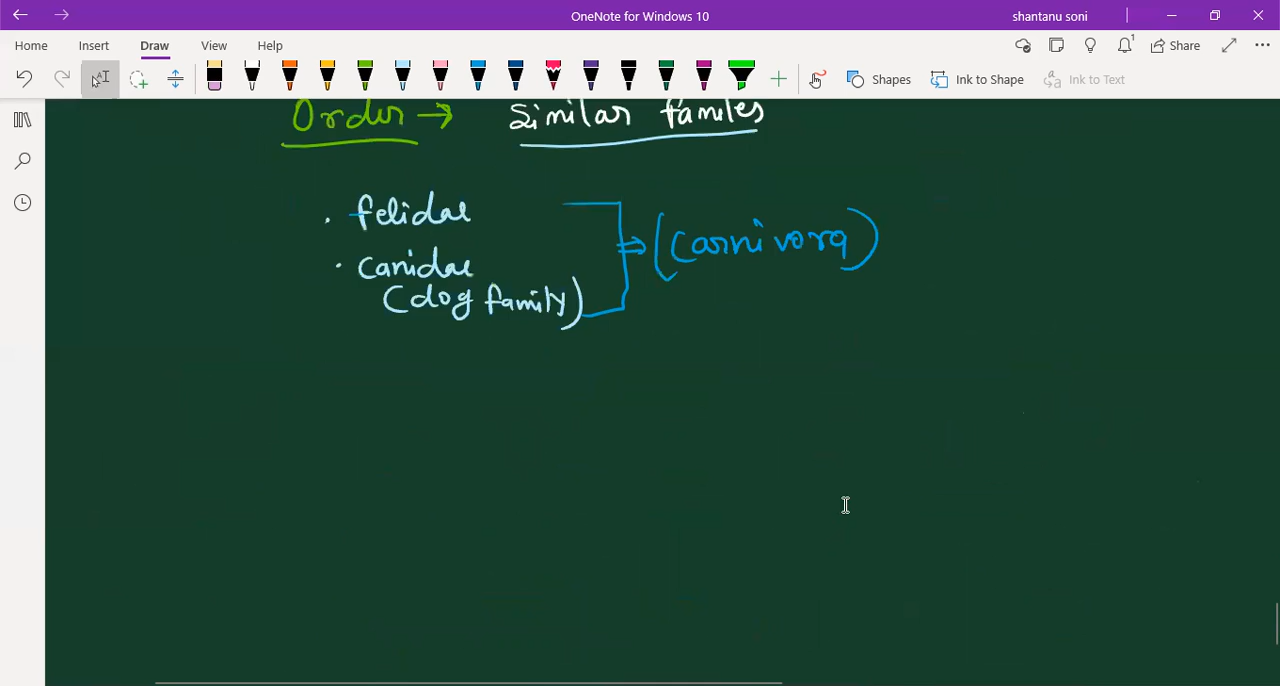 OneNote for Windows 10
shantanu soni
Home Insert Draw View Help
Share
Shapes Ink to Shape Ink to Text
Order → Similar familes
· felidae
· canidae
(dog family)
⇒ (Carnivora)